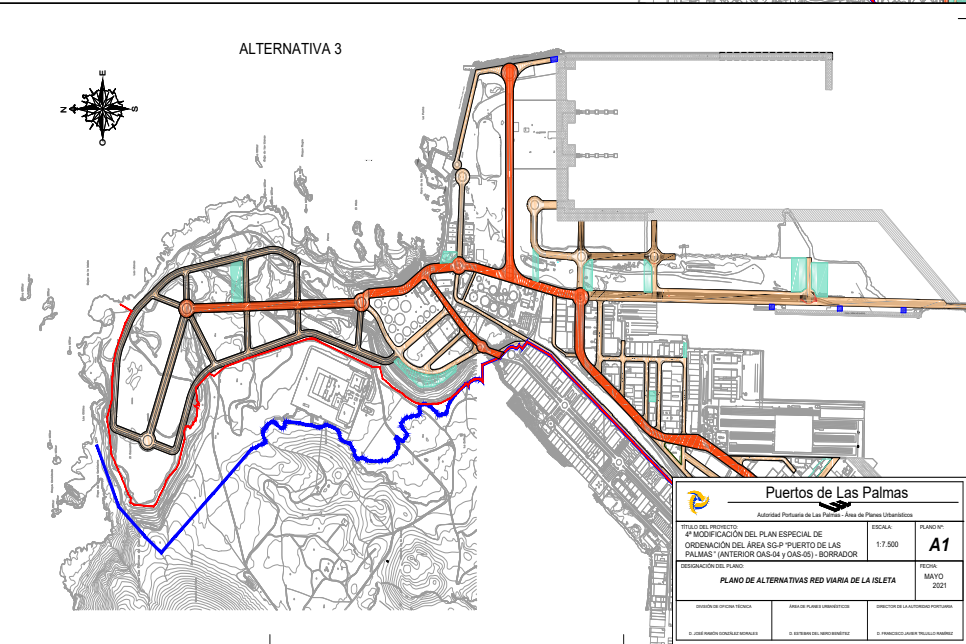 ALTERNATIVA 3
E
N
S
O
Puertos de Las Palmas
Autoridad Portuaria de Las Palmas - Área de Planes Urbanísticos
TÍTULO DEL PROYECTO:
4ª MODIFICACIÓN DEL PLAN ESPECIAL DE
ORDENACIÓN DEL ÁREA SG-P "PUERTO DE LAS
PALMAS" (ANTERIOR OAS-04 y OAS-05) - BORRADOR
ESCALA:
1:7.500
PLANO Nº:
A1
DESIGNACIÓN DEL PLANO:
PLANO DE ALTERNATIVAS RED VIARIA DE LA ISLETA
FECHA:
MAYO
2021
DIVISIÓN DE OFICINA TÉCNICA
ÁREA DE PLANES URBANÍSTICOS
DIRECTOR DE LA AUTORIDAD PORTUARIA
D. JOSÉ RAMÓN GONZÁLEZ MORALES
D. ESTEBAN DEL NERO BENÉITEZ
D. FRANCISCO JAVIER TRUJILLO RAMÍREZ